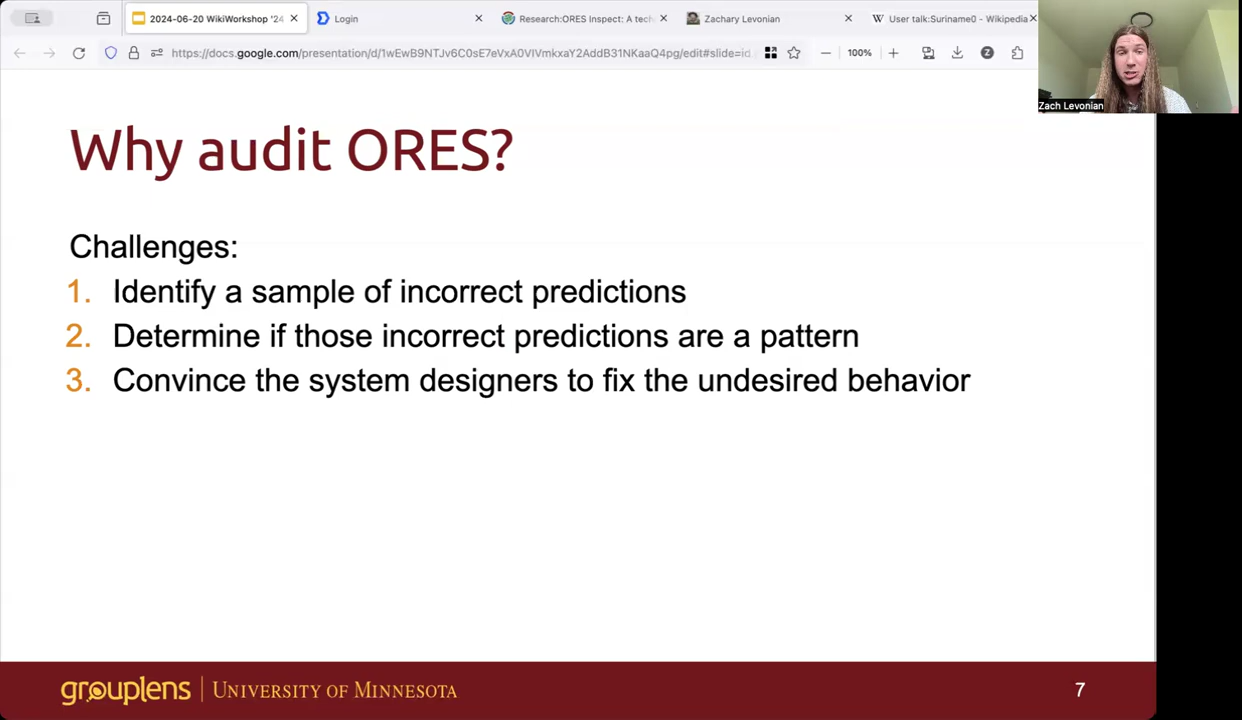 2024-06-20 WikiWorkshop '24
Login
Research:ORES Inspect: A tech
Zachary Levonian
User talk:Suriname0 - Wikipedia
https://docs.google.com/presentation/d/1wEwB9NTJv6C0sE7eVxA0VIVmkxaY2AddB31NKaaQ4pg/edit#slide=id.
100%
Z
Zach Levonian
Why audit ORES?
Challenges:
1. Identify a sample of incorrect predictions
2. Determine if those incorrect predictions are a pattern
3. Convince the system designers to fix the undesired behavior
grouplens | UNIVERSITY OF MINNESOTA
7